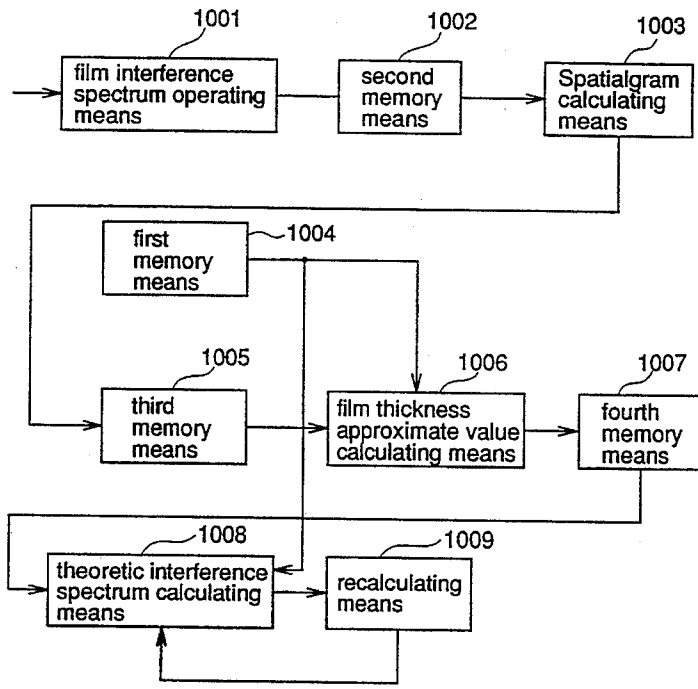 1001
film interference
spectrum operating
means
1002
second
memory
means
1003
Spatialgram
calculating
means
1004
first
memory
means
1005
third
memory
means
1006
film thickness
approximate value
calculating means
1007
fourth
memory
means
1008
theoretic interference
spectrum calculating
means
1009
recalculating
means